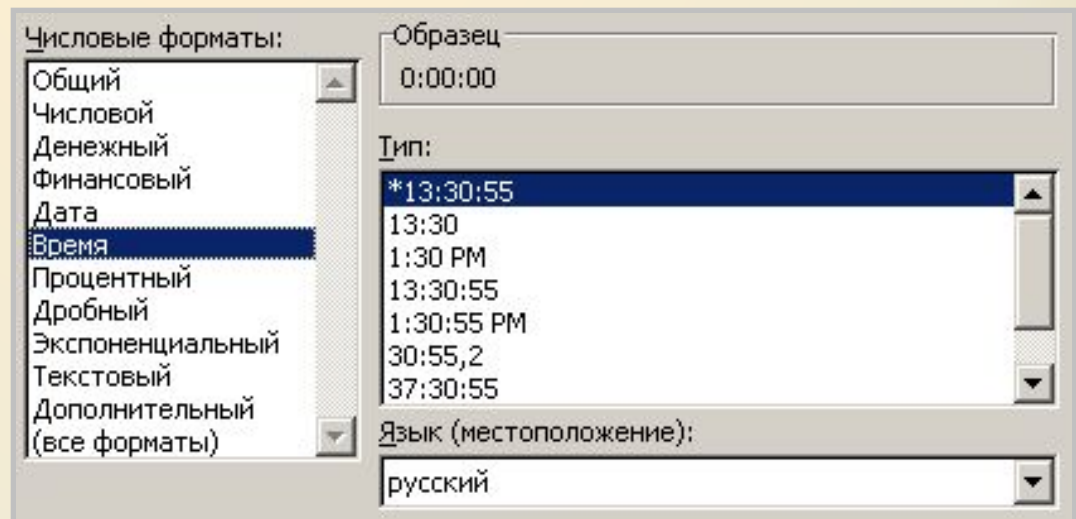 Числовые форматы:
Общий
Числовой
Денежный
Финансовый
Дата
Время
Процентный
Дробный
Экспоненциальный
Текстовый
Дополнительный
(все форматы)
Образец
0:00:00
Тип:
*13:30:55
13:30
1:30 PM
13:30:55
1:30:55 PM
30:55,2
37:30:55
Язык (местоположение):
русский